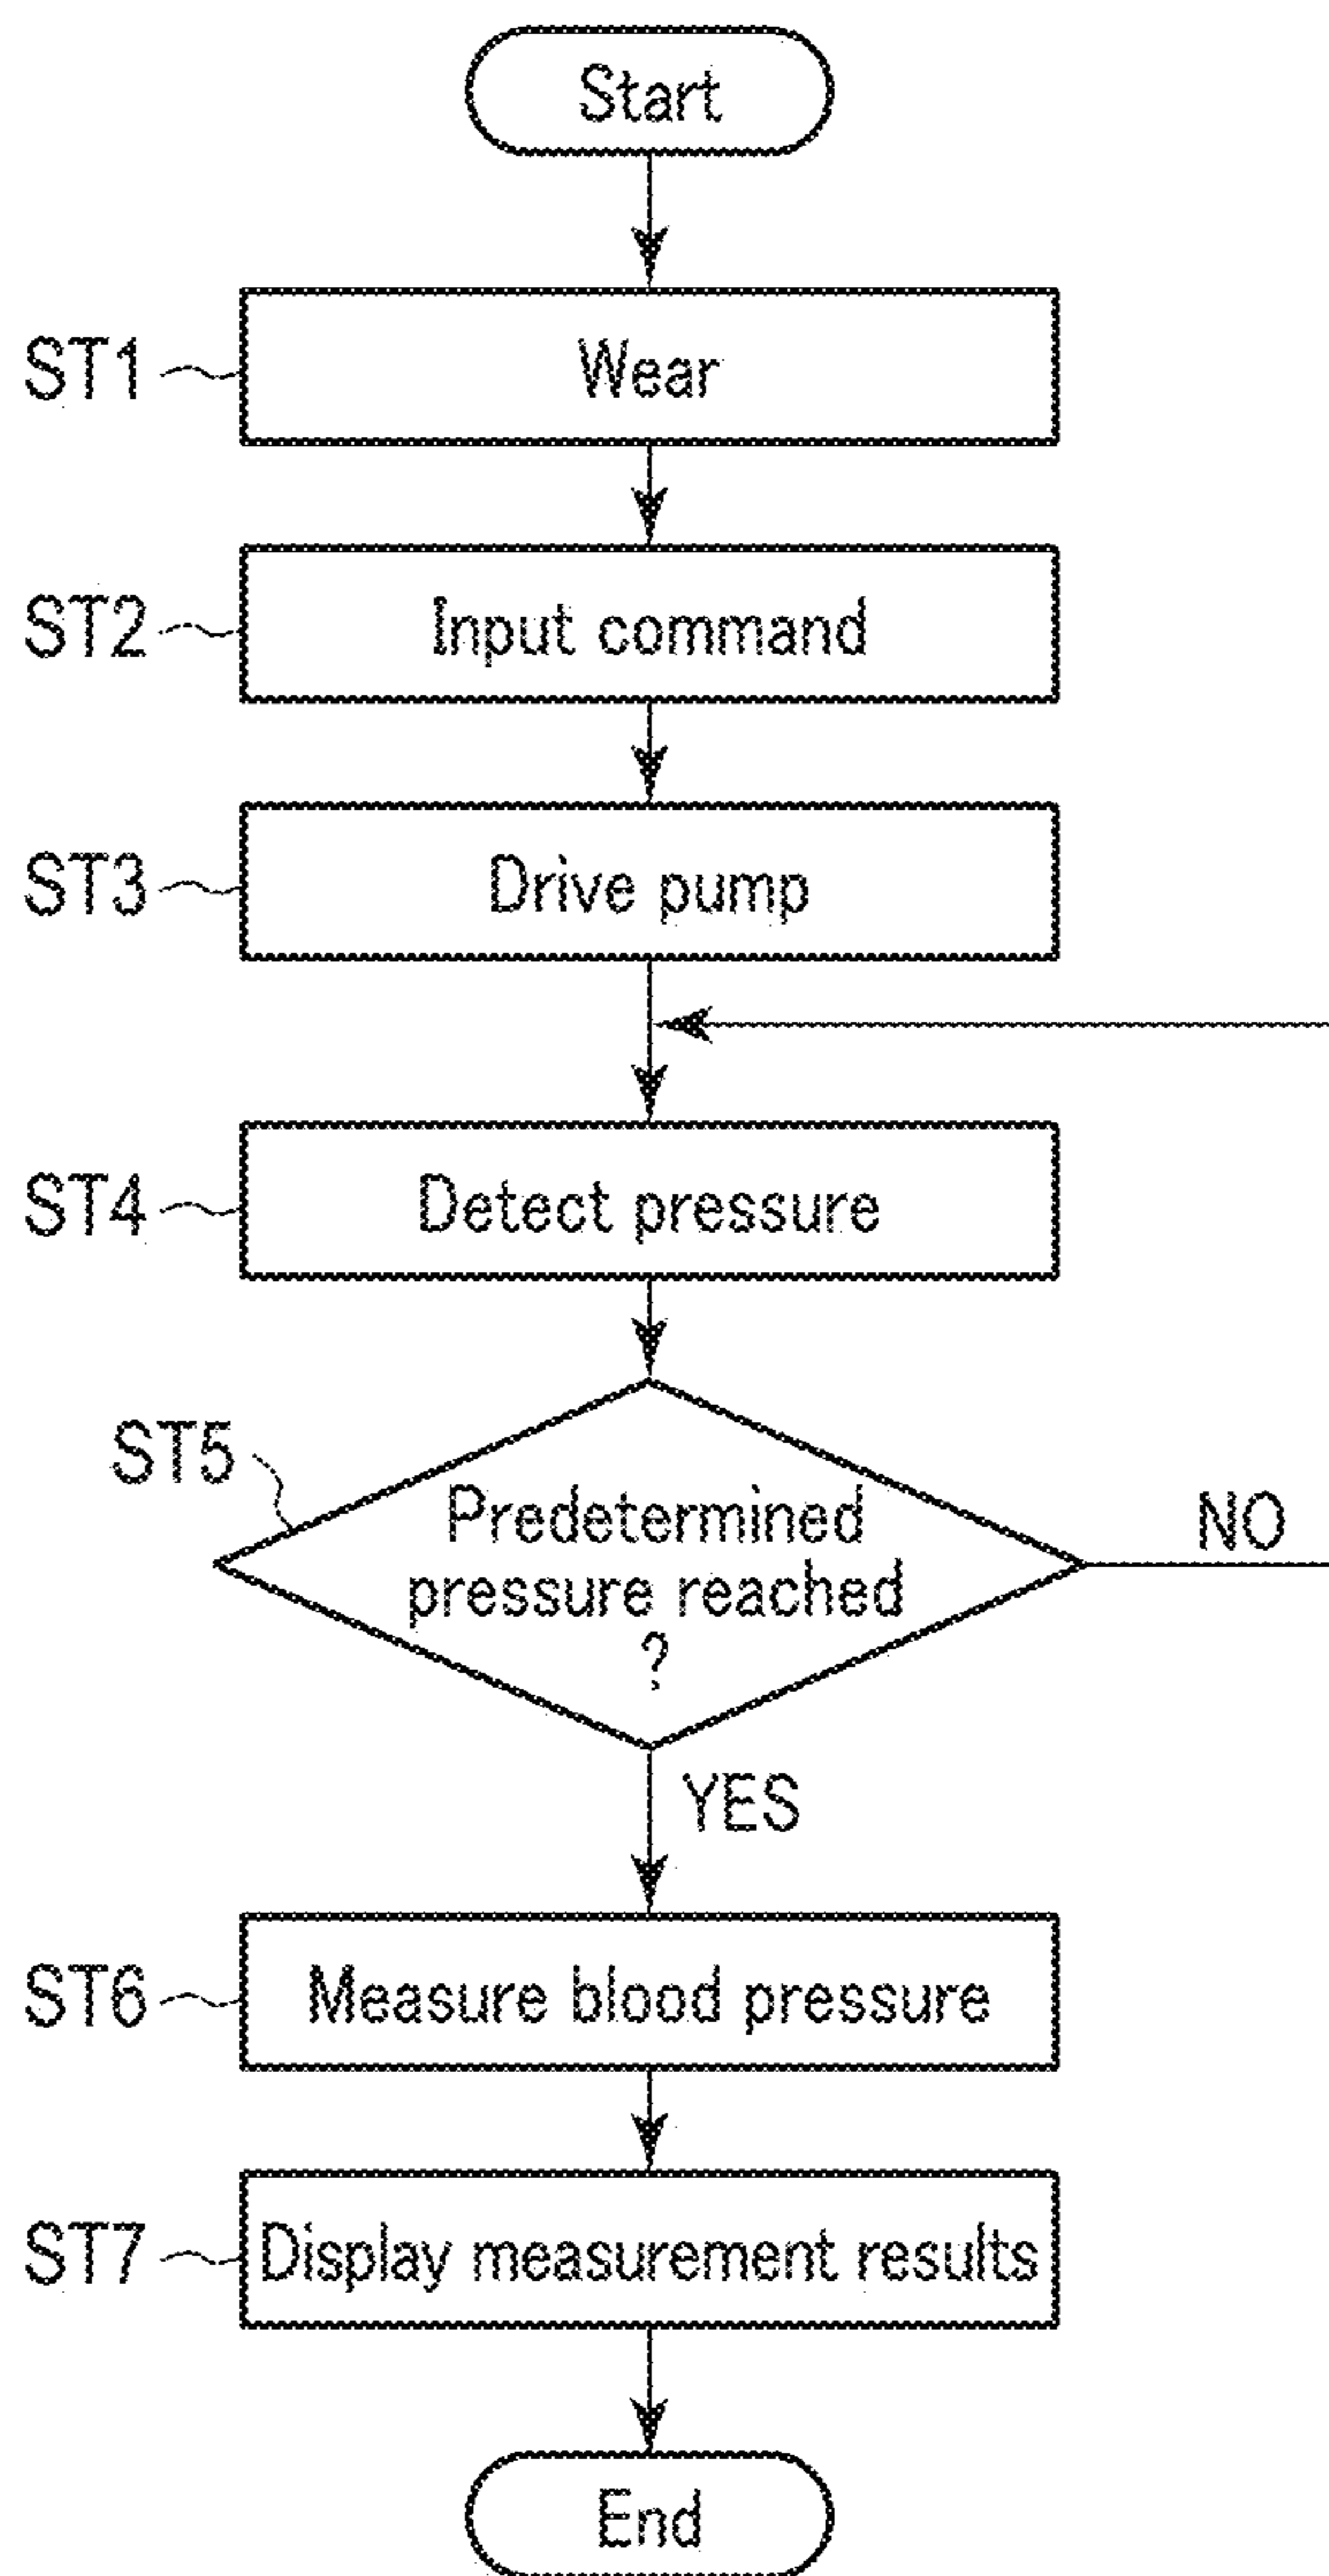 Start
ST1
Wear
ST2
Input command
ST3
Drive pump
ST4
Detect pressure
ST5
Predetermined
pressure reached
?
NO
YES
ST6
Measure blood pressure
ST7
Display measurement results
End